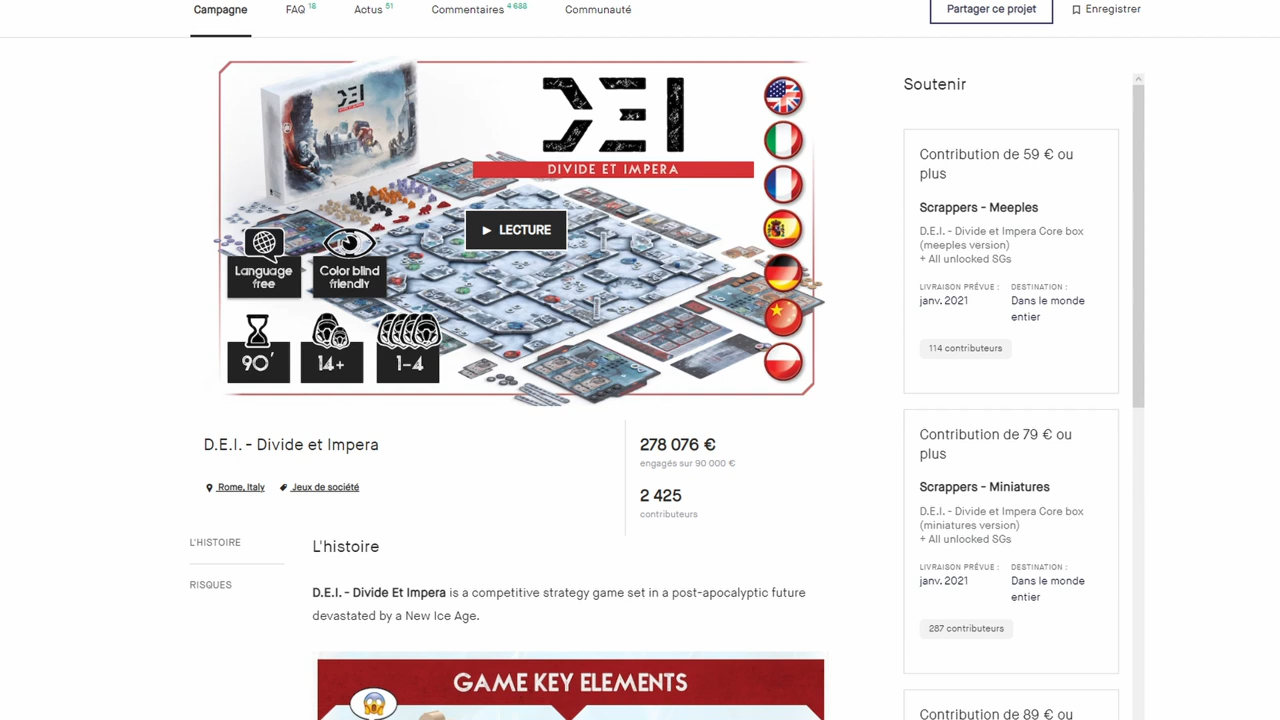 Campagne
FAQ 18
Actus 51
Commentaires 4 688
Communauté
Partager ce projet
Enregistrer
DEI
DIVIDE ET IMPERA
DEI
DIVIDE ET IMPERA
LECTURE
Language
free
Color blind
friendly
90'
14+
1-4
D.E.I. - Divide et Impera
Rome, Italy
Jeux de société
278 076 €
engagés sur 90 000 €
2 425
contributeurs
L'HISTOIRE
RISQUES
L'histoire
D.E.I. - Divide Et Impera is a competitive strategy game set in a post-apocalyptic future
devastated by a New Ice Age.
GAME KEY ELEMENTS
Soutenir
Contribution de 59 € ou
plus
Scrappers - Meeples
D.E.I. - Divide et Impera Core box
(meeples version)
+ All unlocked SGs
LIVRAISON PRÉVUE :
DESTINATION :
janv. 2021
Dans le monde
entier
114 contributeurs
Contribution de 79 € ou
plus
Scrappers - Miniatures
D.E.I. - Divide et Impera Core box
(miniatures version)
+ All unlocked SGs
LIVRAISON PRÉVUE :
DESTINATION :
janv. 2021
Dans le monde
entier
287 contributeurs
Contribution de 89 € ou